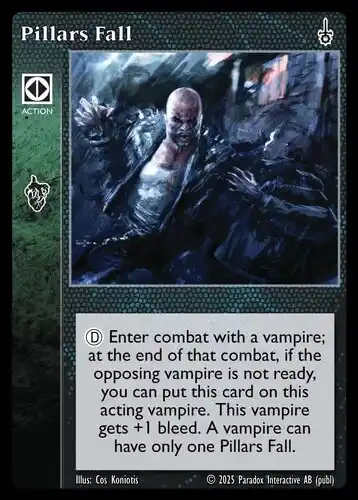 Pillars Fall
ACTION
Ⓓ Enter combat with a vampire;
at the end of that combat, if the
opposing vampire is not ready,
you can put this card on this
acting vampire. This vampire
gets +1 bleed. A vampire can
have only one Pillars Fall.
Illus: Cos Koniotis © 2025 Paradox Interactive AB (publ)